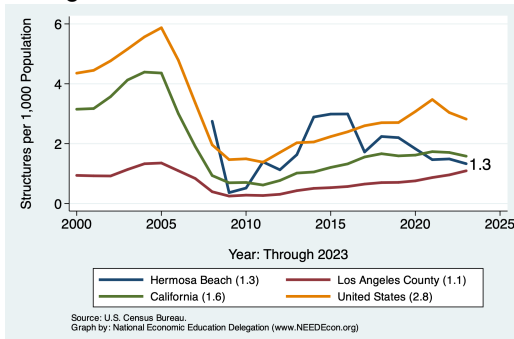 Structures per 1,000 Population
6
4
2
0
1.3
2000
2005
2010
2015
2020
2025
Year: Through 2023
Hermosa Beach (1.3)
Los Angeles County (1.1)
California (1.6)
United States (2.8)
Source: U.S. Census Bureau.
Graph by: National Economic Education Delegation (www.NEEDEcon.org)